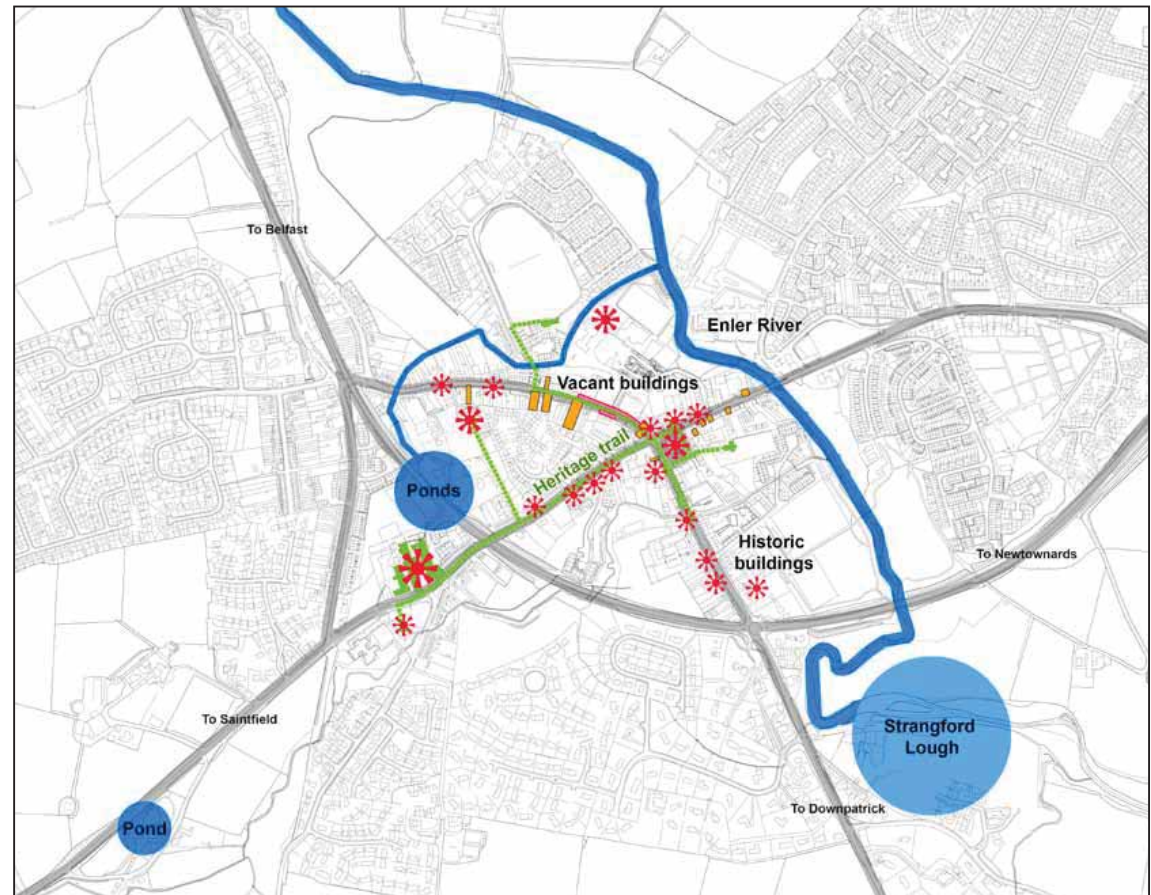 To Belfast
Enler River
Vacant buildings
Heritage trail
Ponds
Historic
buildings
To Newtownards
To Saintfield
Strangford
Lough
To Downpatrick
Pond